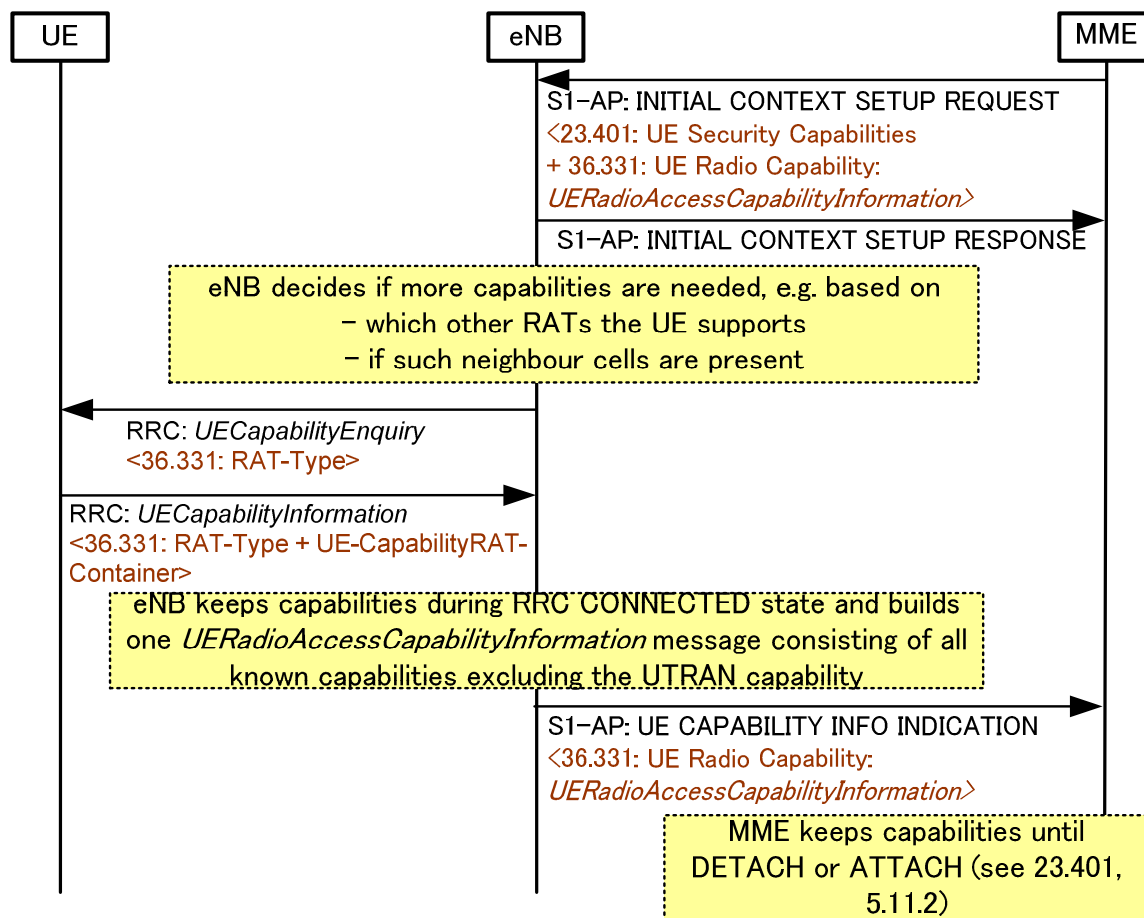 UE
eNB
MME
S1-AP: INITIAL CONTEXT SETUP REQUEST
<23.401: UE Security Capabilities
+ 36.331: UE Radio Capability:
UERadioAccessCapabilityInformation>
S1-AP: INITIAL CONTEXT SETUP RESPONSE
eNB decides if more capabilities are needed, e.g. based on
- which other RATs the UE supports
- if such neighbour cells are present
RRC: UECapabilityEnquiry
<36.331: RAT-Type>
RRC: UECapabilityInformation
<36.331: RAT-Type + UE-CapabilityRAT-
Container>
eNB keeps capabilities during RRC CONNECTED state and builds
one UERadioAccessCapabilityInformation message consisting of all
known capabilities excluding the UTRAN capability
S1-AP: UE CAPABILITY INFO INDICATION
<36.331: UE Radio Capability:
UERadioAccessCapabilityInformation>
MME keeps capabilities until
DETACH or ATTACH (see 23.401,
5.11.2)